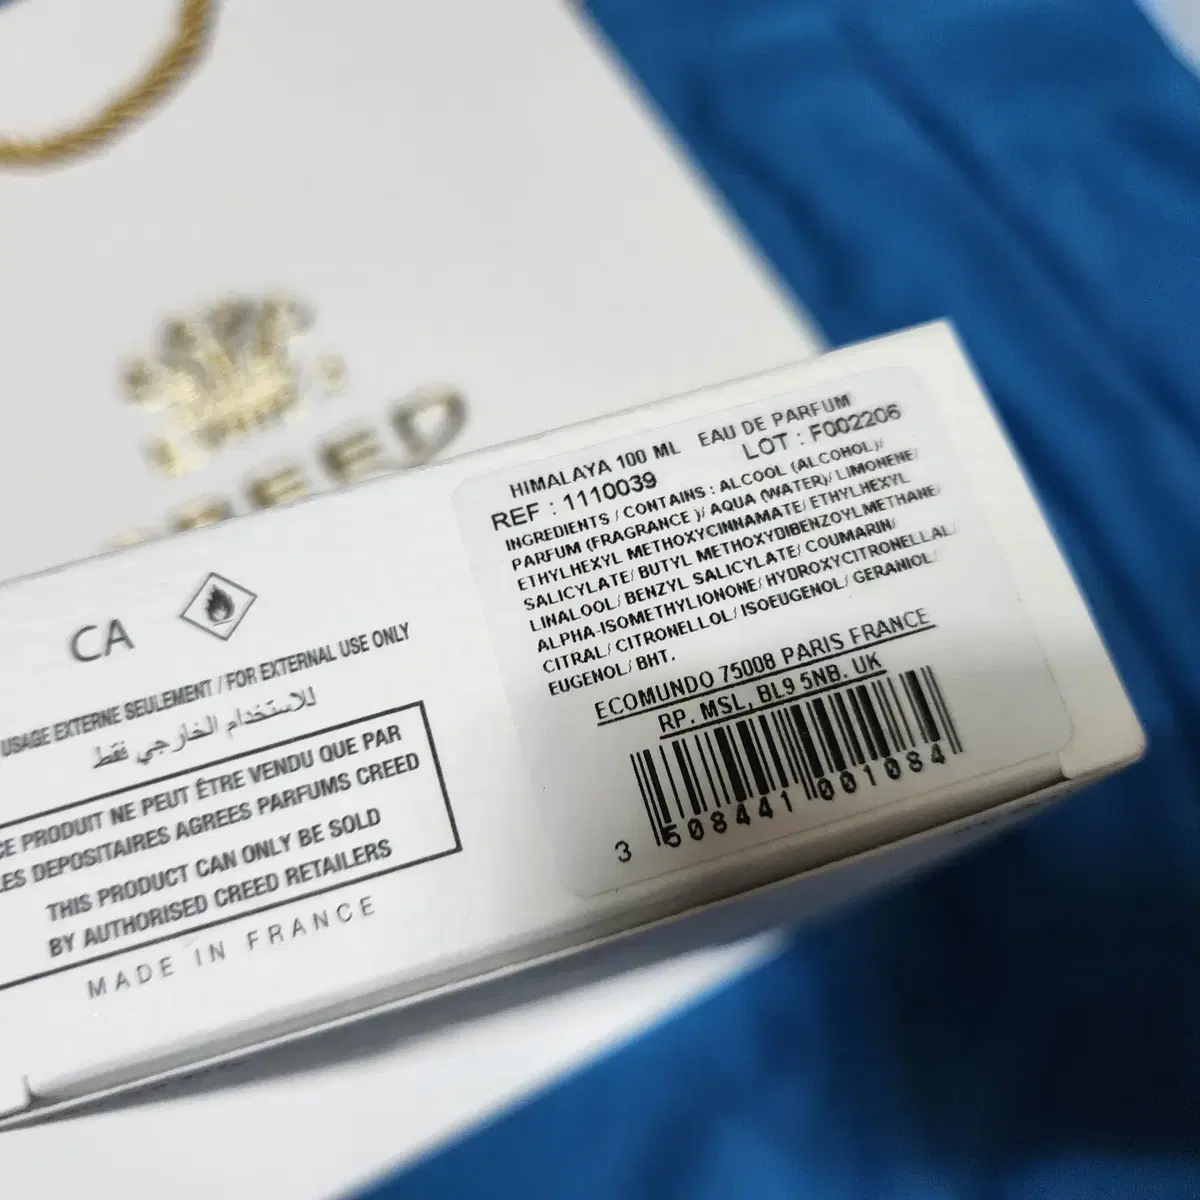 CREED
CA
USAGE EXTERNE SEULEMENT / FOR EXTERNAL USE ONLY
للاستخدام الخارجي فقط
CE PRODUIT NE PEUT ÊTRE VENDU QUE PAR
LES DEPOSITAIRES AGREES PARFUMS CREED
THIS PRODUCT CAN ONLY BE SOLD
BY AUTHORISED CREED RETAILERS
MADE IN FRANCE
HIMALAYA 100 ML EAU DE PARFUM
REF : 1110039 LOT : F002206
INGREDIENTS / CONTAINS : ALCOOL (ALCOHOL)/
PARFUM (FRAGRANCE )/ AQUA (WATER)/ LIMONENE/
ETHYLHEXYL METHOXYCINNAMATE/ ETHYLHEXYL
SALICYLATE/ BUTYL METHOXYDIBENZOYLMETHANE/
LINALOOL/ BENZYL SALICYLATE/ COUMARIN/
ALPHA-ISOMETHYLIONONE/ HYDROXYCITRONELLAL/
CITRAL/ CITRONELLOL/ ISOEUGENOL/ GERANIOL/
EUGENOL/ BHT.
ECOMUNDO 75008 PARIS FRANCE
RP. MSL, BL9 5NB. UK
3 508441 001084